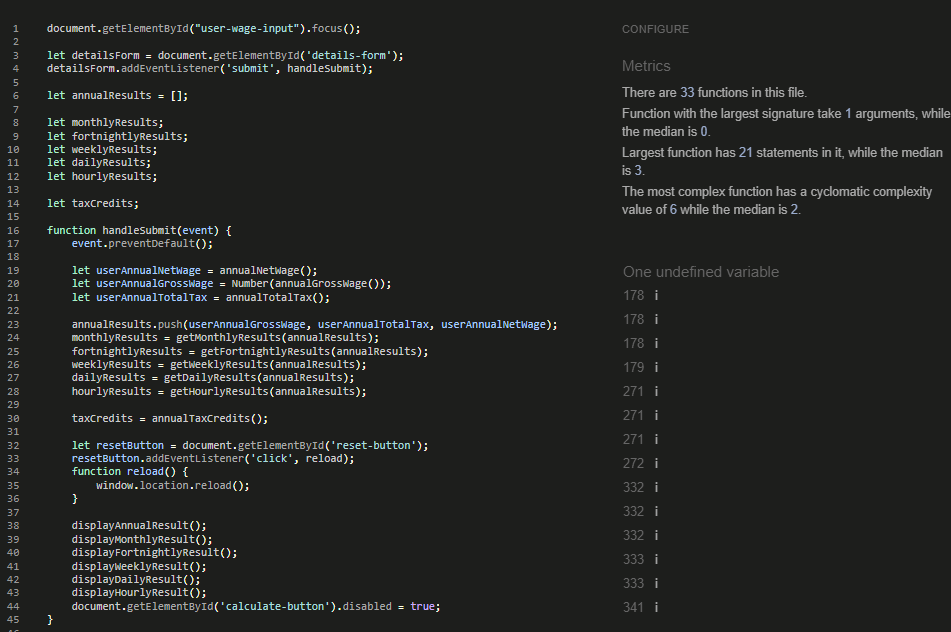 1 document.getElementById("user-wage-input").focus();
2
3 let detailsForm = document.getElementById('details-form');
4 detailsForm.addEventListener('submit', handleSubmit);
5
6 let annualResults = [];
7
8 let monthlyResults;
9 let fortnightlyResults;
10 let weeklyResults;
11 let dailyResults;
12 let hourlyResults;
13
14 let taxCredits;
15
16 function handleSubmit(event) {
17 event.preventDefault();
18
19 let userAnnualNetWage = annualNetWage();
20 let userAnnualGrossWage = Number(annualGrossWage());
21 let userAnnualTotalTax = annualTotalTax();
22
23 annualResults.push(userAnnualGrossWage, userAnnualTotalTax, userAnnualNetWage);
24 monthlyResults = getMonthlyResults(annualResults);
25 fortnightlyResults = getFortnightlyResults(annualResults);
26 weeklyResults = getWeeklyResults(annualResults);
27 dailyResults = getDailyResults(annualResults);
28 hourlyResults = getHourlyResults(annualResults);
29
30 taxCredits = annualTaxCredits();
31
32 let resetButton = document.getElementById('reset-button');
33 resetButton.addEventListener('click', reload);
34 function reload() {
35 window.location.reload();
36 }
37
38 displayAnnualResult();
39 displayMonthlyResult();
40 displayFortnightlyResult();
41 displayWeeklyResult();
42 displayDailyResult();
43 displayHourlyResult();
44 document.getElementById('calculate-button').disabled = true;
45 }
CONFIGURE
Metrics
There are 33 functions in this file.
Function with the largest signature take 1 arguments, while
the median is 0.
Largest function has 21 statements in it, while the median
is 3.
The most complex function has a cyclomatic complexity
value of 6 while the median is 2.
One undefined variable
178 i
178 i
178 i
179 i
271 i
271 i
271 i
272 i
332 i
332 i
332 i
333 i
333 i
341 i